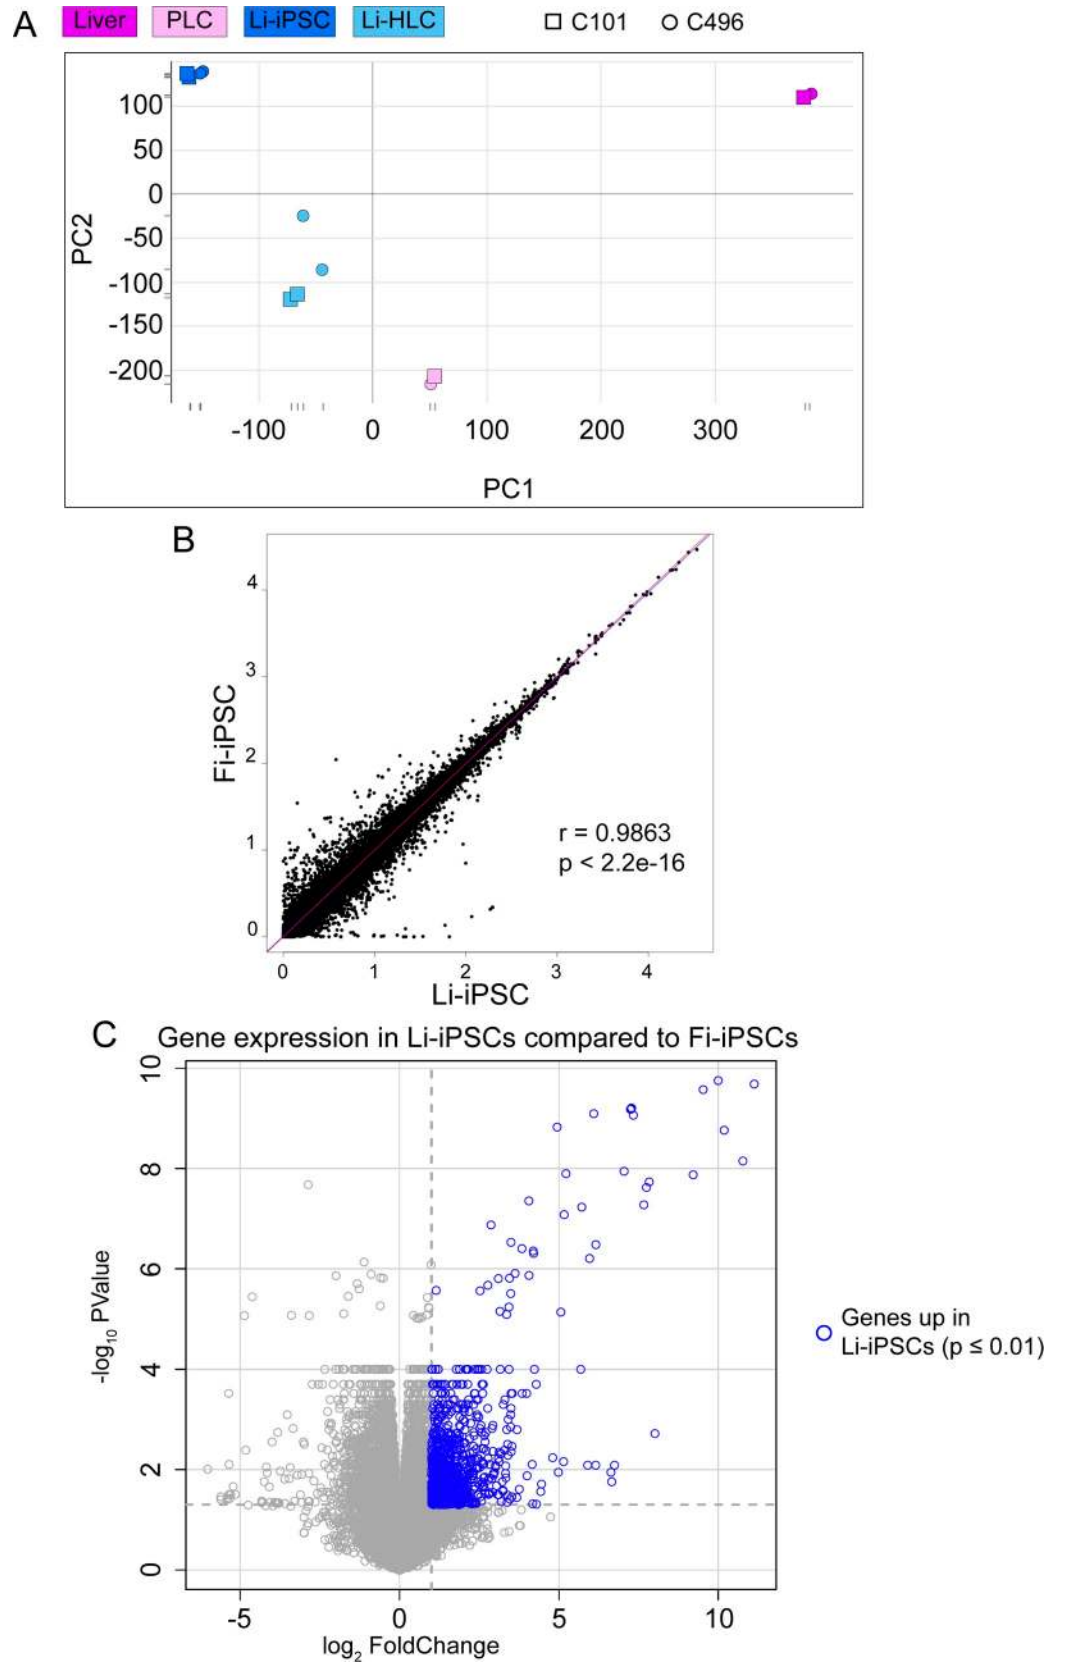 A Liver PLC Li-iPSC Li-HLC C101 C496
100
50
0
-50
-100
-150
-200
PC2
-100 0 100 200 300
PC1
B
4
3
2
1
0
Fi-iPSC
r = 0.9863
p < 2.2e-16
0 1 2 3 4
Li-iPSC
C Gene expression in Li-iPSCs compared to Fi-iPSCs
10
8
6
4
2
0
-log10 PValue
Genes up in
Li-iPSCs (p ≤ 0.01)
-5 0 5 10
log2 FoldChange